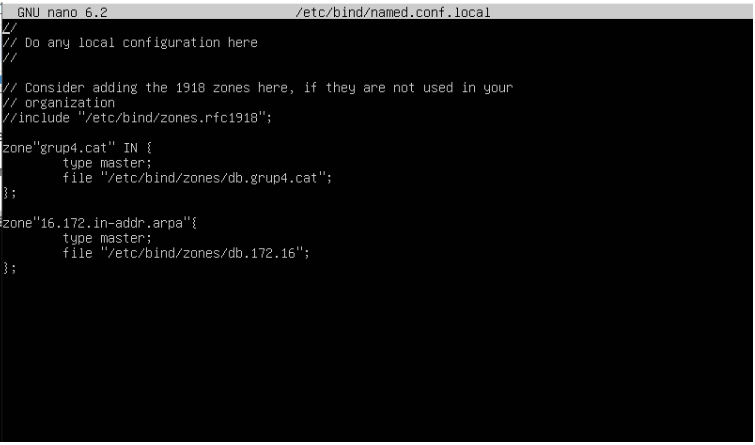 GNU nano 6.2 /etc/bind/named.conf.local
//
// Do any local configuration here
//
// Consider adding the 1918 zones here, if they are not used in your
// organization
//include "/etc/bind/zones.rfc1918";
zone"grup4.cat" IN {
type master;
file "/etc/bind/zones/db.grup4.cat";
};
zone"16.172.in-addr.arpa"{
type master;
file "/etc/bind/zones/db.172.16";
};